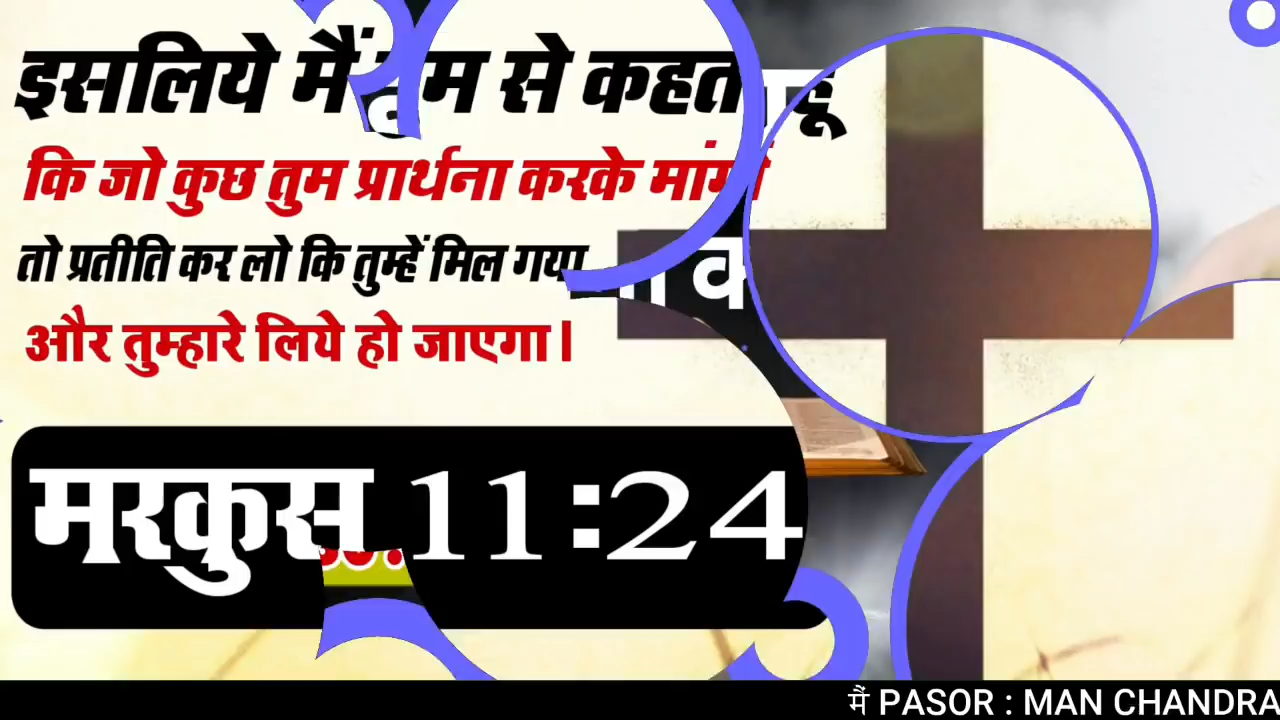 इसलिये मैं तुम से कहता हू
कि जो कुछ तुम प्रार्थना करके मांगो
तो प्रतीति कर लो कि तुम्हें मिल गया
और तुम्हारे लिये हो जाएगा।
मरकुस 11:24
मैं PASOR : MAN CHANDRA